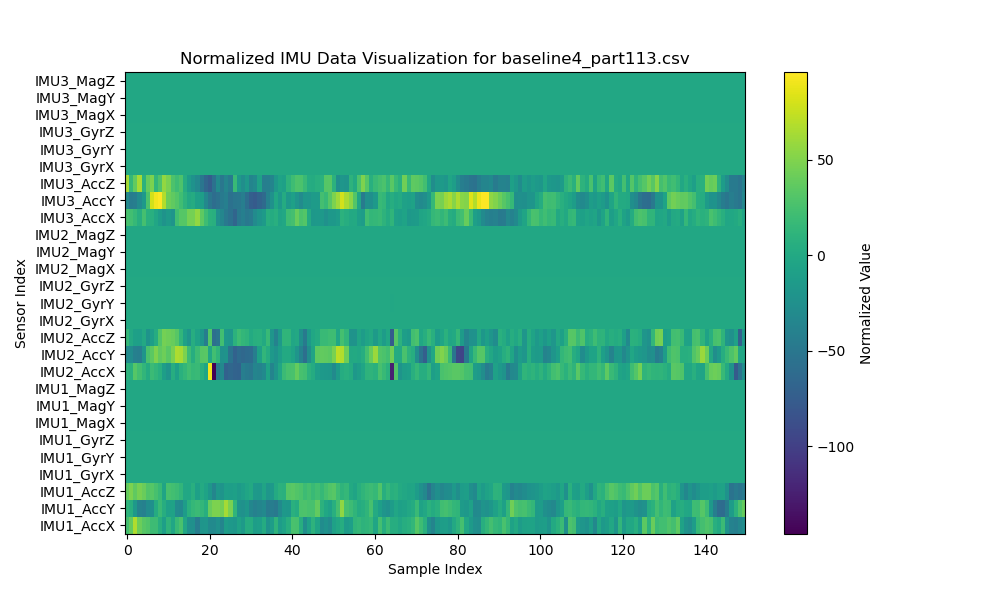 Normalized IMU Data Visualization for baseline4_part113.csv
IMU3_MagZ
IMU3_MagY
IMU3_MagX
IMU3_GyrZ
IMU3_GyrY
IMU3_GyrX
IMU3_AccZ
IMU3_AccY
IMU3_AccX
IMU2_MagZ
IMU2_MagY
IMU2_MagX
IMU2_GyrZ
IMU2_GyrY
IMU2_GyrX
IMU2_AccZ
IMU2_AccY
IMU2_AccX
IMU1_MagZ
IMU1_MagY
IMU1_MagX
IMU1_GyrZ
IMU1_GyrY
IMU1_GyrX
IMU1_AccZ
IMU1_AccY
IMU1_AccX
Sensor Index
0 20 40 60 80 100 120 140
Sample Index
50
0
−50
−100
Normalized Value